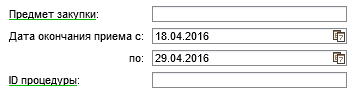 Предмет закупки:
Дата окончания приема с: 18.04.2016
по: 29.04.2016
ID процедуры: